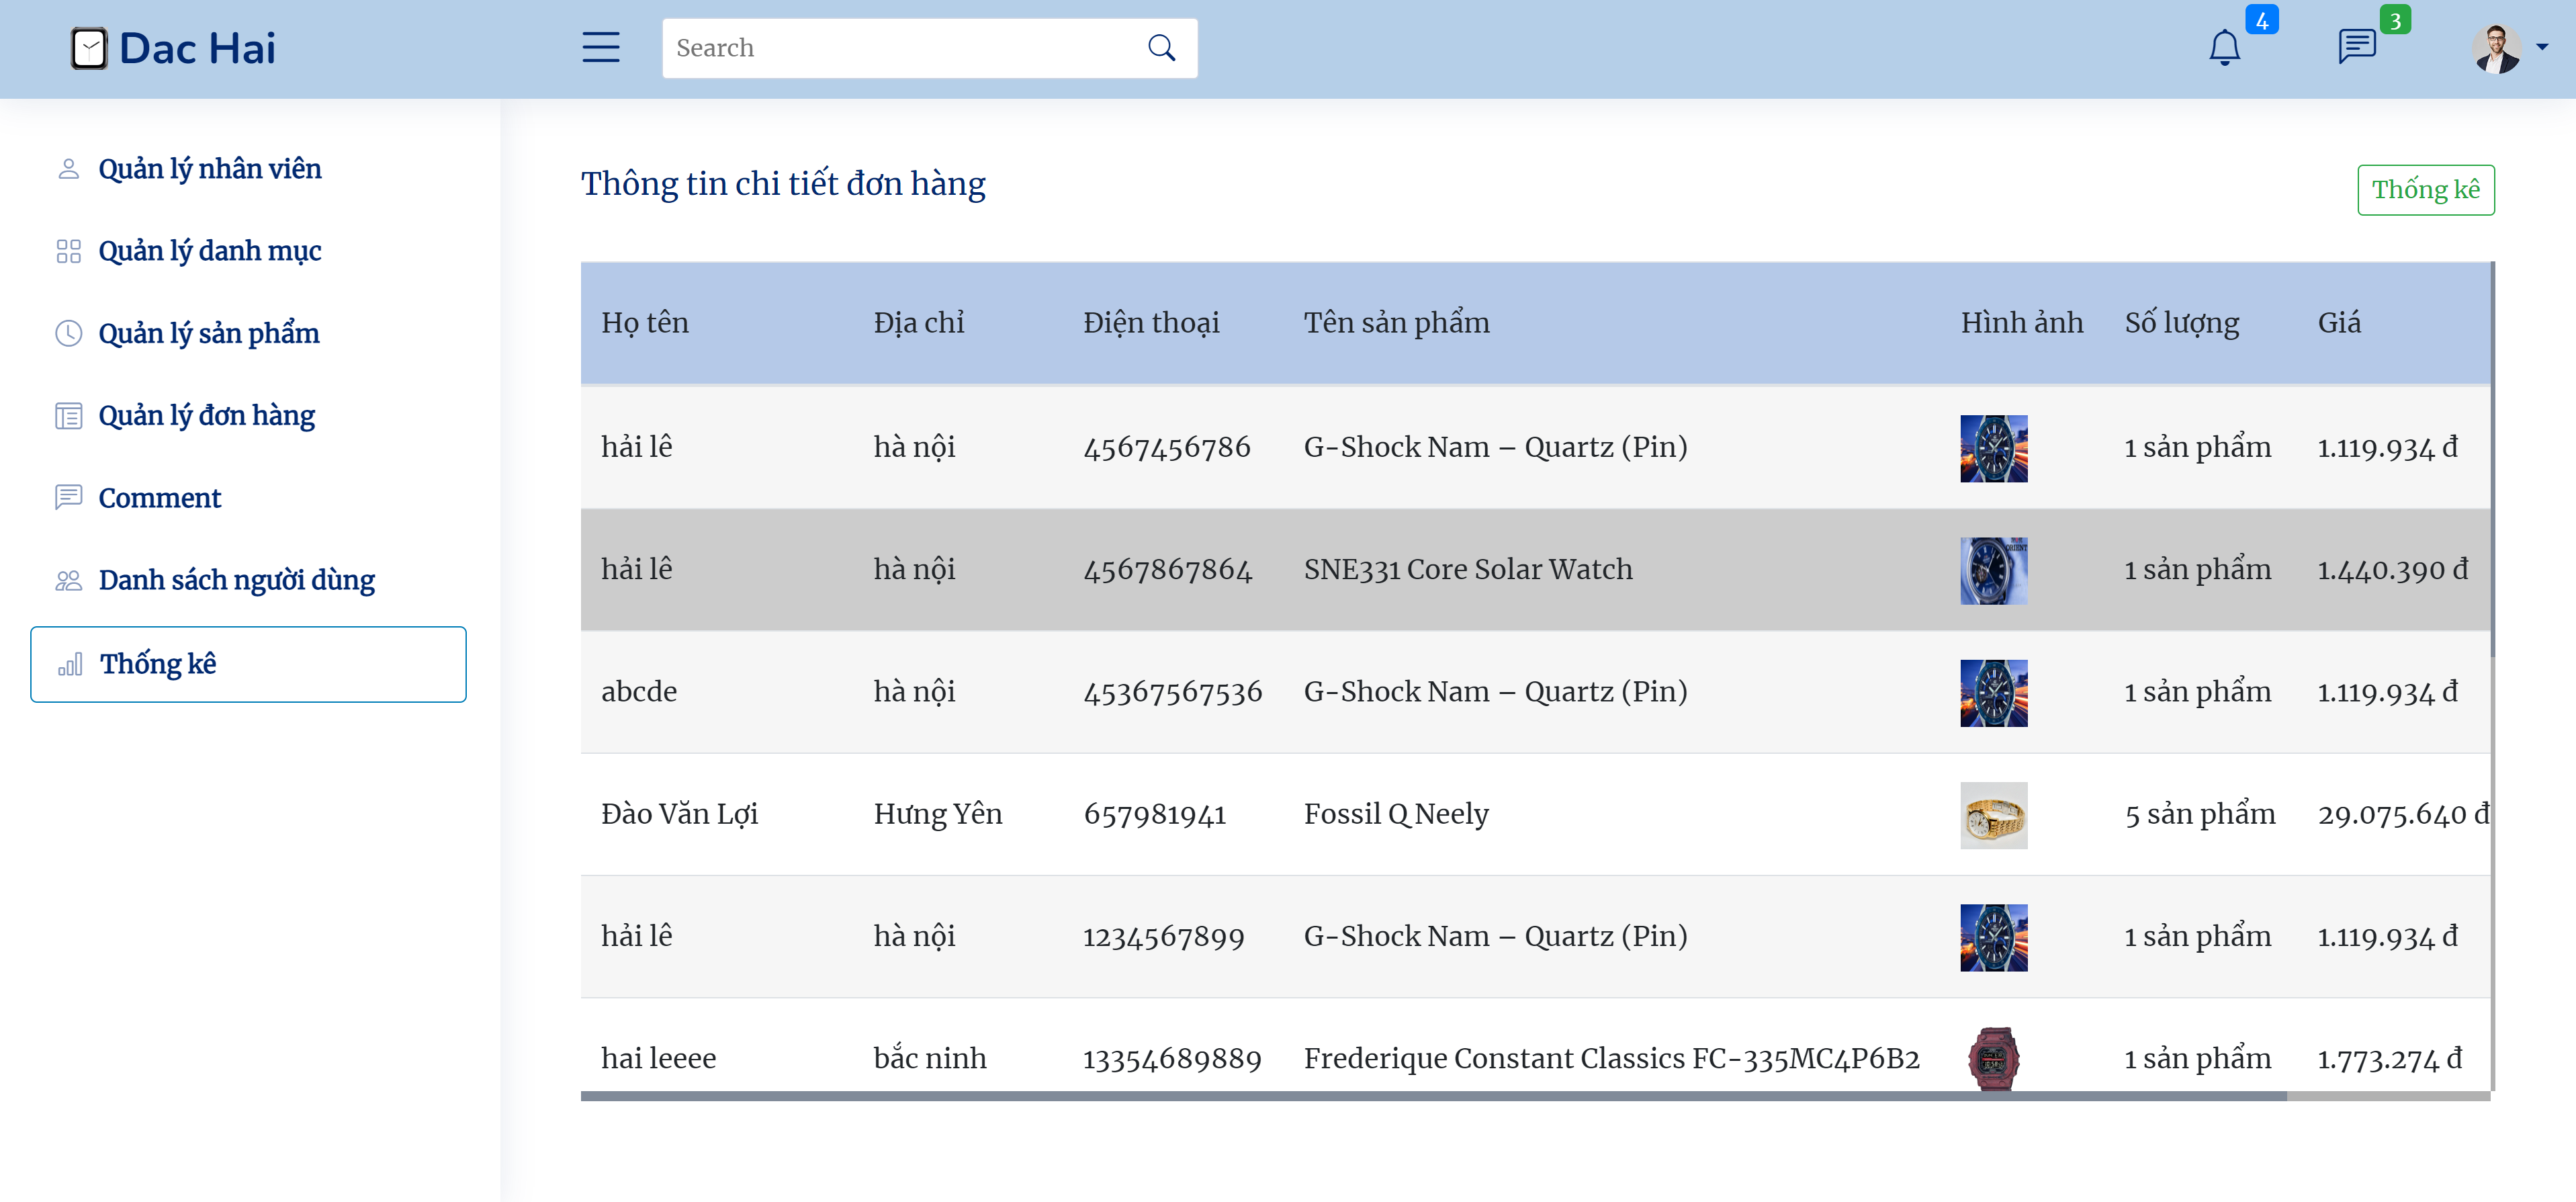 Dac Hai
Search
4
3
Quản lý nhân viên
Quản lý danh mục
Quản lý sản phẩm
Quản lý đơn hàng
Comment
Danh sách người dùng
Thống kê
Thông tin chi tiết đơn hàng
Thống kê
Họ tên Địa chỉ Điện thoại Tên sản phẩm Hình ảnh Số lượng Giá
hải lê hà nội 4567456786 G-Shock Nam – Quartz (Pin) 1 sản phẩm 1.119.934 đ
hải lê hà nội 4567867864 SNE331 Core Solar Watch ORIENT 1 sản phẩm 1.440.390 đ
abcde hà nội 45367567536 G-Shock Nam – Quartz (Pin) 1 sản phẩm 1.119.934 đ
Đào Văn Lợi Hưng Yên 657981941 Fossil Q Neely 5 sản phẩm 29.075.640 đ
hải lê hà nội 1234567899 G-Shock Nam – Quartz (Pin) 1 sản phẩm 1.119.934 đ
hai leeee bắc ninh 13354689889 Frederique Constant Classics FC-335MC4P6B2 1 sản phẩm 1.773.274 đ